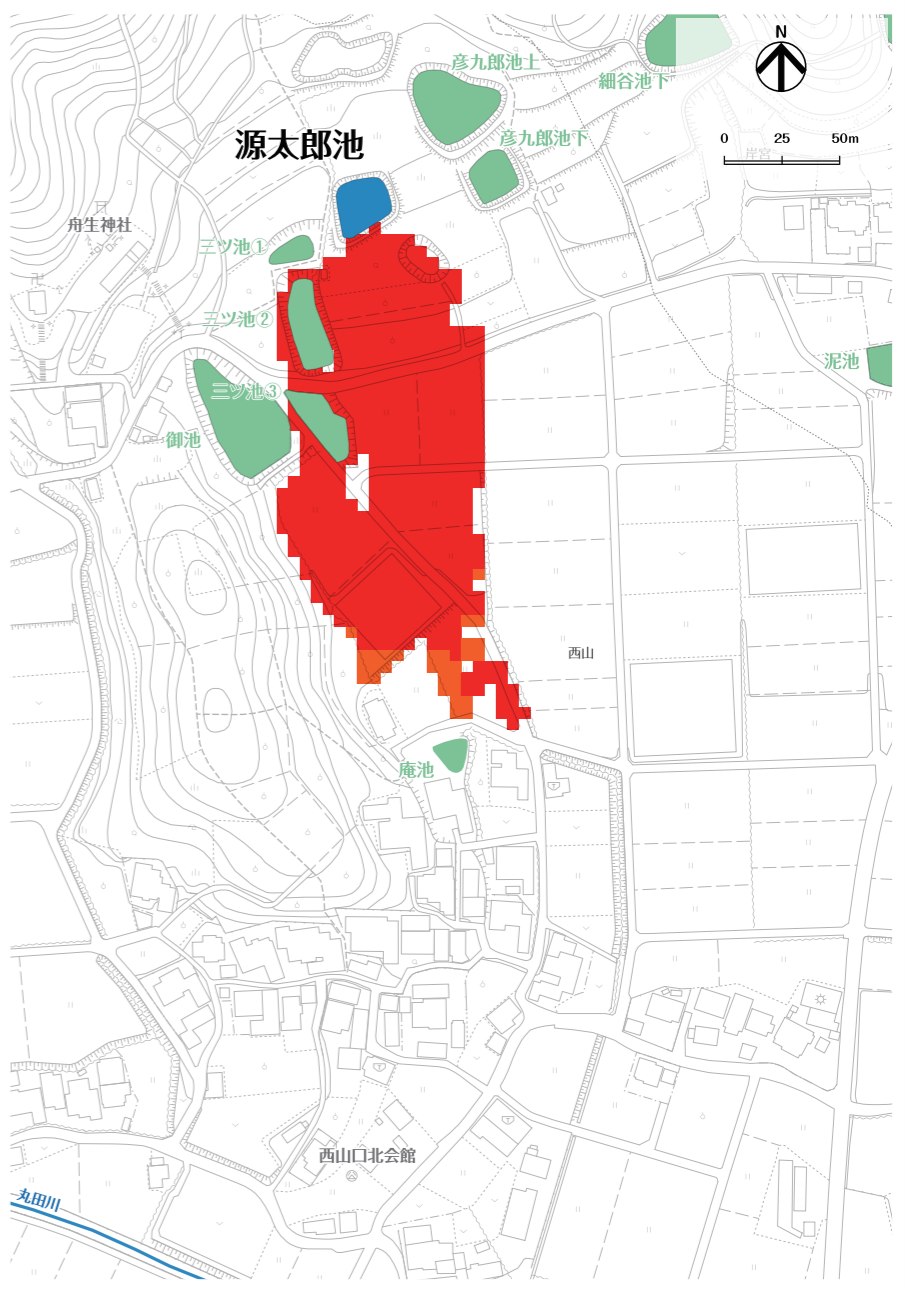 N
彦九郎池上
細谷池下
0 25 50m
彦九郎池下
源太郎池
岸宮
舟生神社
三ツ池①
三ツ池②
泥池
三ツ池③
御池
西山
庵池
西山口北会館
丸田川